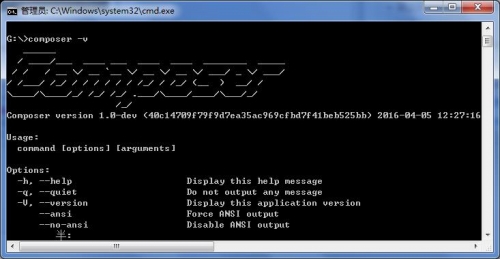 管理员: C:\Windows\system32\cmd.exe
G:\>composer -v
Composer
Composer version 1.0-dev (40c14709f79f9d7ea35ac969cfbd7f41beb525bb) 2016-04-05 12:27:16
Usage:
command [options] [arguments]
Options:
-h, --help Display this help message
-q, --quiet Do not output any message
-V, --version Display this application version
--ansi Force ANSI output
--no-ansi Disable ANSI output
半: